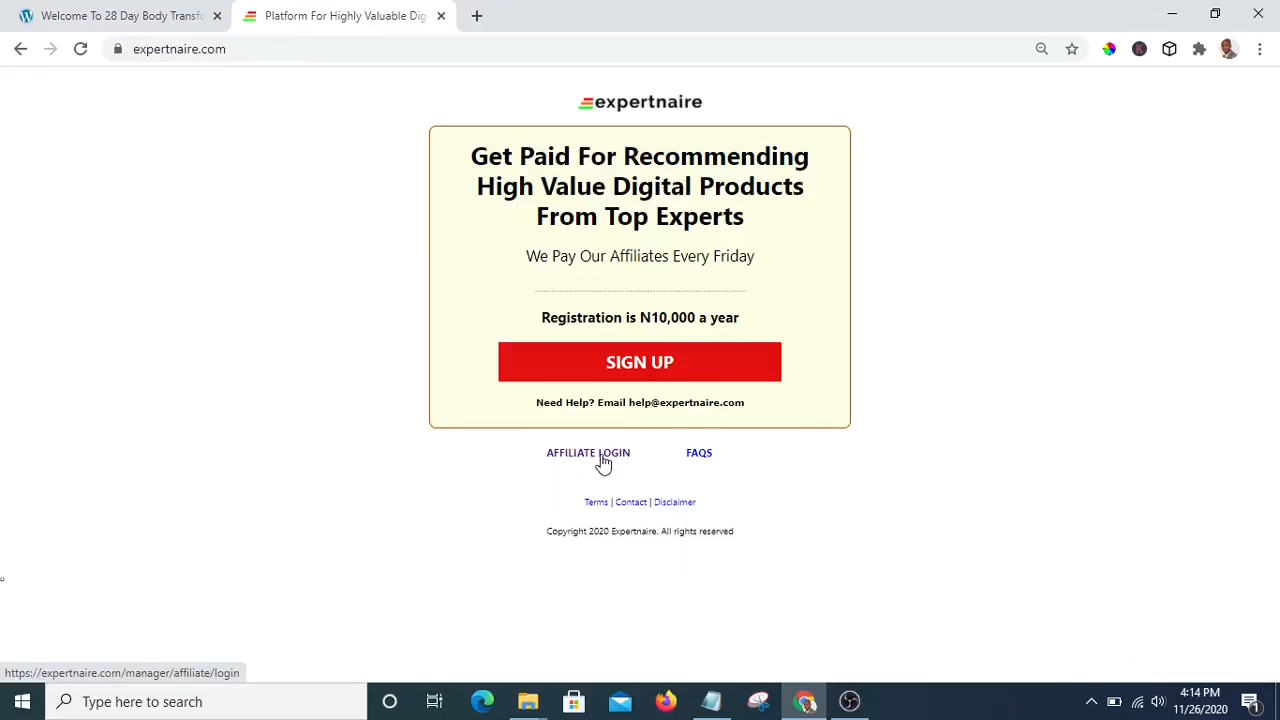 Welcome To 28 Day Body Transfo
Platform For Highly Valuable Dig
expertnaire.com
expertnaire
Get Paid For Recommending
High Value Digital Products
From Top Experts
We Pay Our Affiliates Every Friday
Registration is N10,000 a year
SIGN UP
Need Help? Email help@expertnaire.com
AFFILIATE LOGIN FAQS
Terms | Contact | Disclaimer
Copyright 2020 Expertnaire. All rights reserved
https://expertnaire.com/manager/affiliate/login
Type here to search
4:14 PM
11/26/2020
1